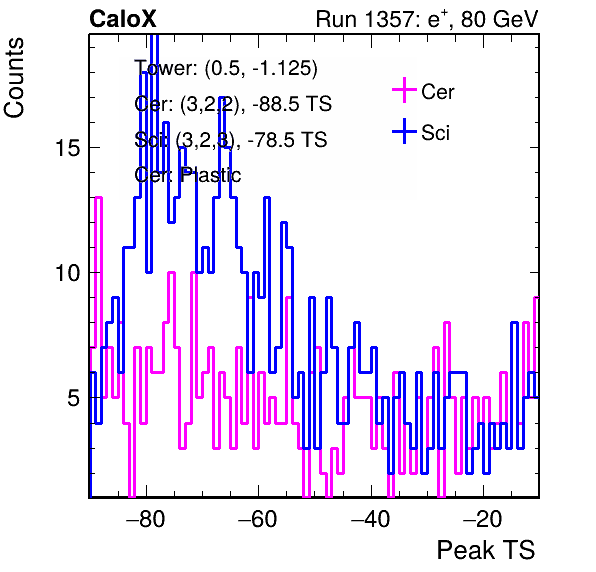 CaloX Run 1357: e⁺, 80 GeV
Counts
Tower: (0.5, -1.125)
Cer: (3,2,2), -88.5 TS
Sci: (3,2,3), -78.5 TS
Cer: Plastic
Cer
Sci
15
10
5
−80 −60 −40 −20
Peak TS